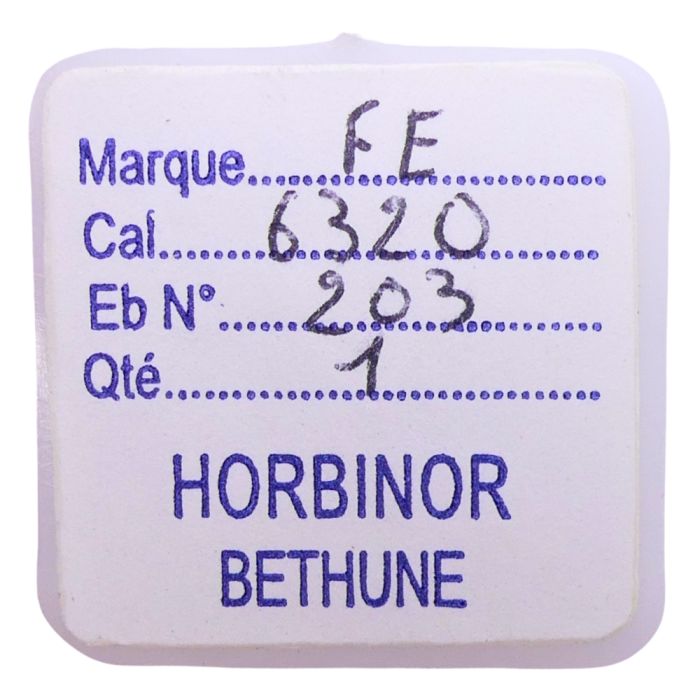 Marque FE
Cal 6320
Eb N° 203
Qté 1
HORBINOR
BETHUNE